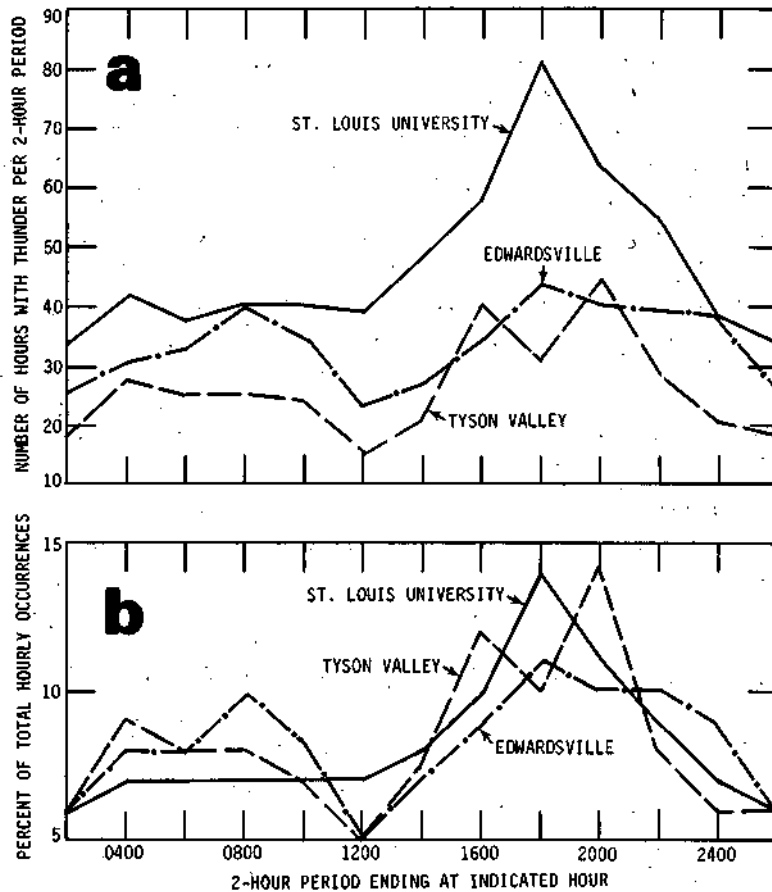 a
NUMBER OF HOURS WITH THUNDER PER 2-HOUR PERIOD
90
80
70
60
50
40
30
20
10
ST. LOUIS UNIVERSITY
EDWARDSVILLE
TYSON VALLEY
b
PERCENT OF TOTAL HOURLY OCCURRENCES
15
10
5
ST. LOUIS UNIVERSITY
TYSON VALLEY
EDWARDSVILLE
0400 0800 1200 1600 2000 2400
2-HOUR PERIOD ENDING AT INDICATED HOUR